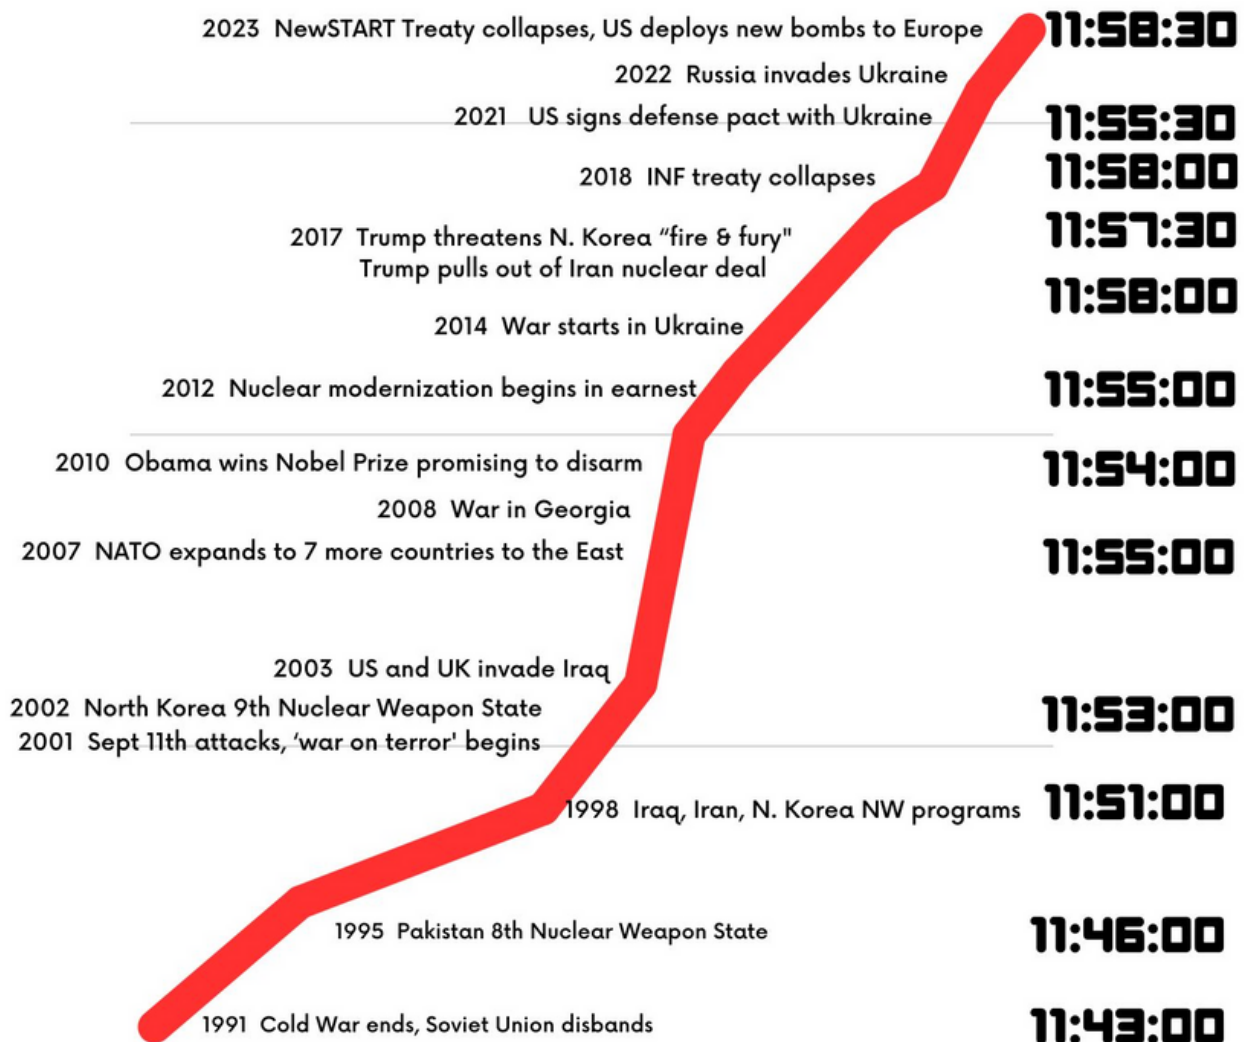 2023 NewSTART Treaty collapses, US deploys new bombs to Europe 11:58:30
2022 Russia invades Ukraine
2021 US signs defense pact with Ukraine 11:55:30
11:58:00
2018 INF treaty collapses
2017 Trump threatens N. Korea “fire & fury" 11:57:30
Trump pulls out of Iran nuclear deal
11:58:00
2014 War starts in Ukraine
2012 Nuclear modernization begins in earnest 11:55:00
2010 Obama wins Nobel Prize promising to disarm 11:54:00
2008 War in Georgia
2007 NATO expands to 7 more countries to the East 11:55:00
2003 US and UK invade Iraq
2002 North Korea 9th Nuclear Weapon State 11:53:00
2001 Sept 11th attacks, ‘war on terror' begins
1998 Iraq, Iran, N. Korea NW programs 11:51:00
1995 Pakistan 8th Nuclear Weapon State 11:46:00
1991 Cold War ends, Soviet Union disbands 11:43:00